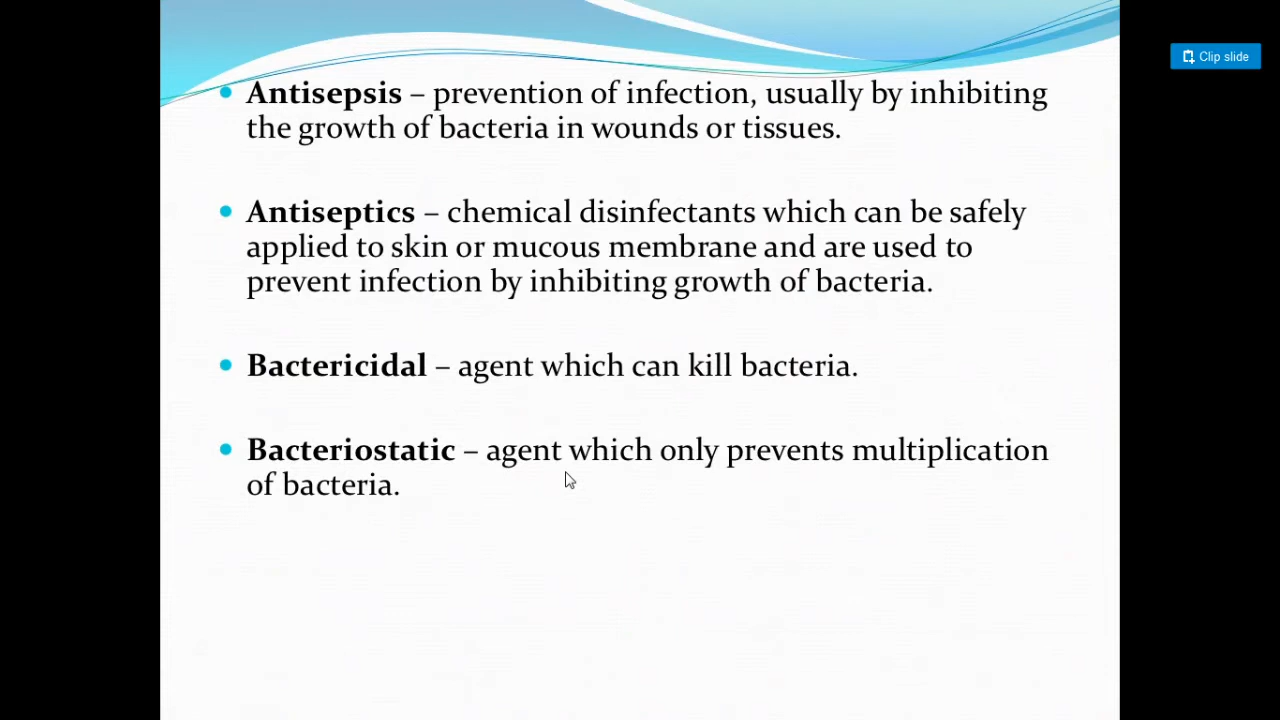 Clip slide
• Antisepsis – prevention of infection, usually by inhibiting
the growth of bacteria in wounds or tissues.
• Antiseptics – chemical disinfectants which can be safely
applied to skin or mucous membrane and are used to
prevent infection by inhibiting growth of bacteria.
• Bactericidal – agent which can kill bacteria.
• Bacteriostatic – agent which only prevents multiplication
of bacteria.